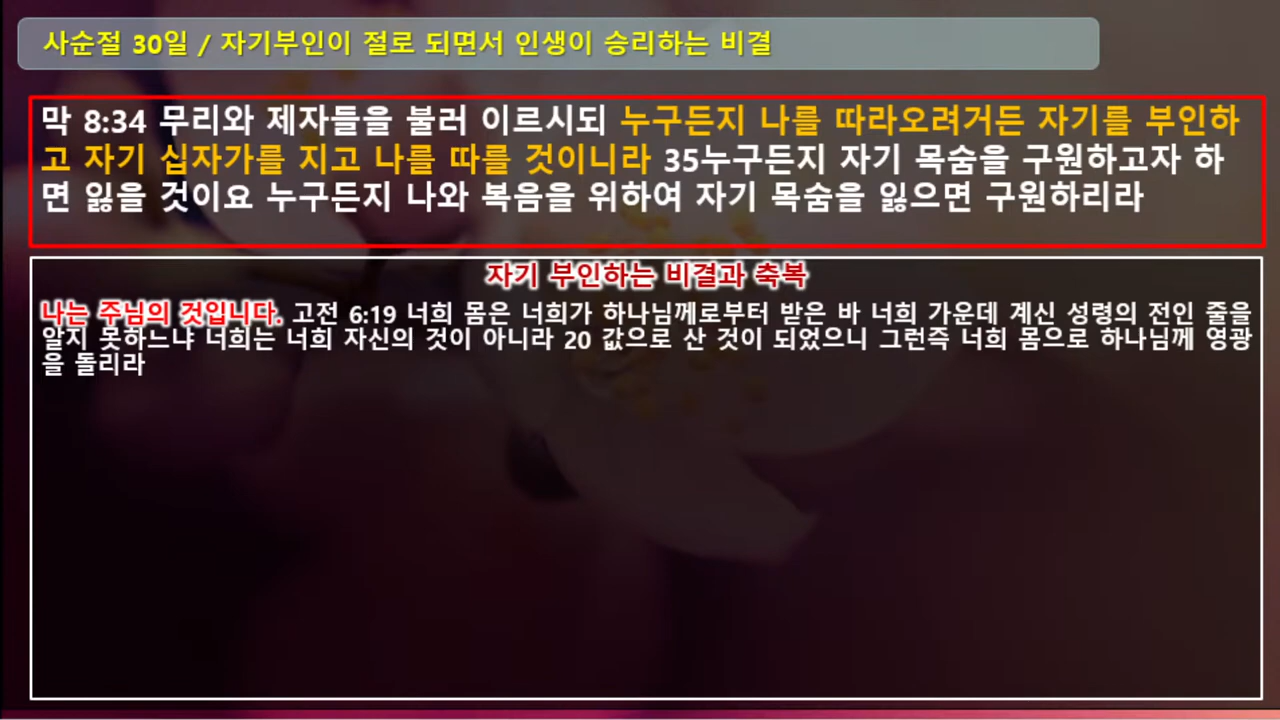 사순절 30일 / 자기부인이 절로 되면서 인생이 승리하는 비결
막 8:34 무리와 제자들을 불러 이르시되 누구든지 나를 따라오려거든 자기를 부인하
고 자기 십자가를 지고 나를 따를 것이니라 35누구든지 자기 목숨을 구원하고자 하
면 잃을 것이요 누구든지 나와 복음을 위하여 자기 목숨을 잃으면 구원하리라
자기 부인하는 비결과 축복
나는 주님의 것입니다. 고전 6:19 너희 몸은 너희가 하나님께로부터 받은 바 너희 가운데 계신 성령의 전인 줄을
알지 못하느냐 너희는 너희 자신의 것이 아니라 20 값으로 산 것이 되었으니 그런즉 너희 몸으로 하나님께 영광
을 돌리라